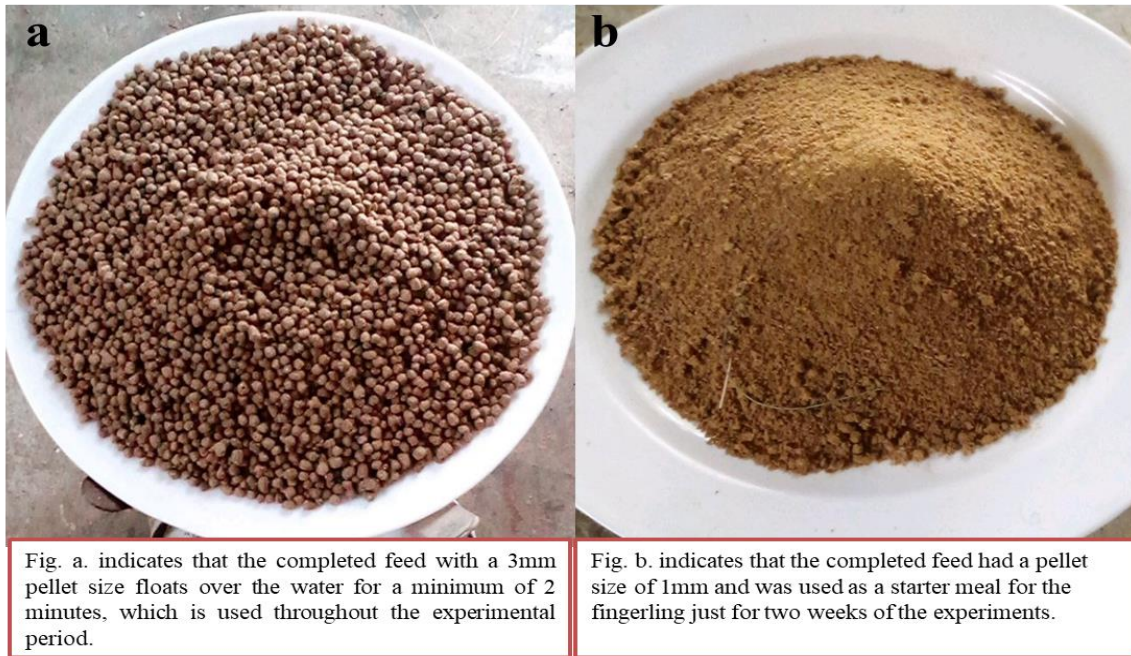 a
b
Fig. a. indicates that the completed feed with a 3mm
pellet size floats over the water for a minimum of 2
minutes, which is used throughout the experimental
period.
Fig. b. indicates that the completed feed had a pellet
size of 1mm and was used as a starter meal for the
fingerling just for two weeks of the experiments.